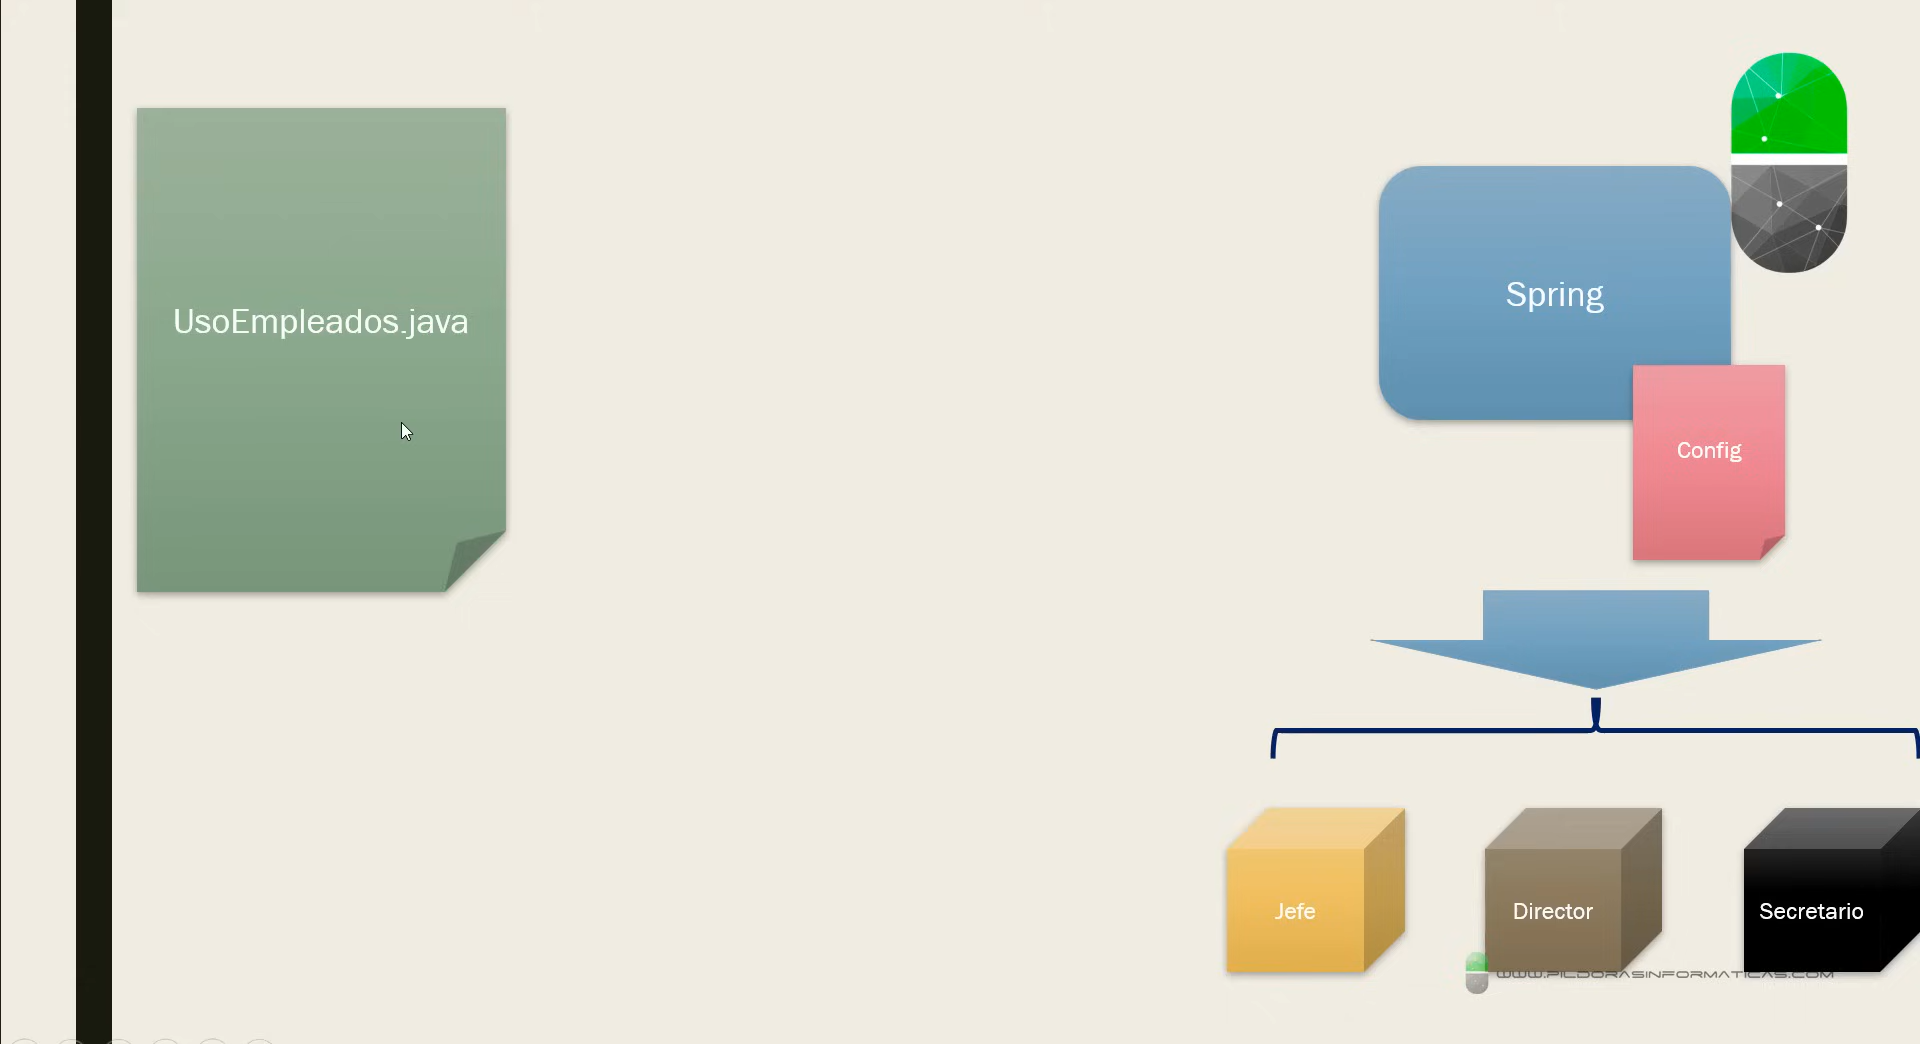 UsoEmpleados.java
Spring
Config
Jefe
Director
Secretario
WWW.PILDORASINFORMATICAS.COM